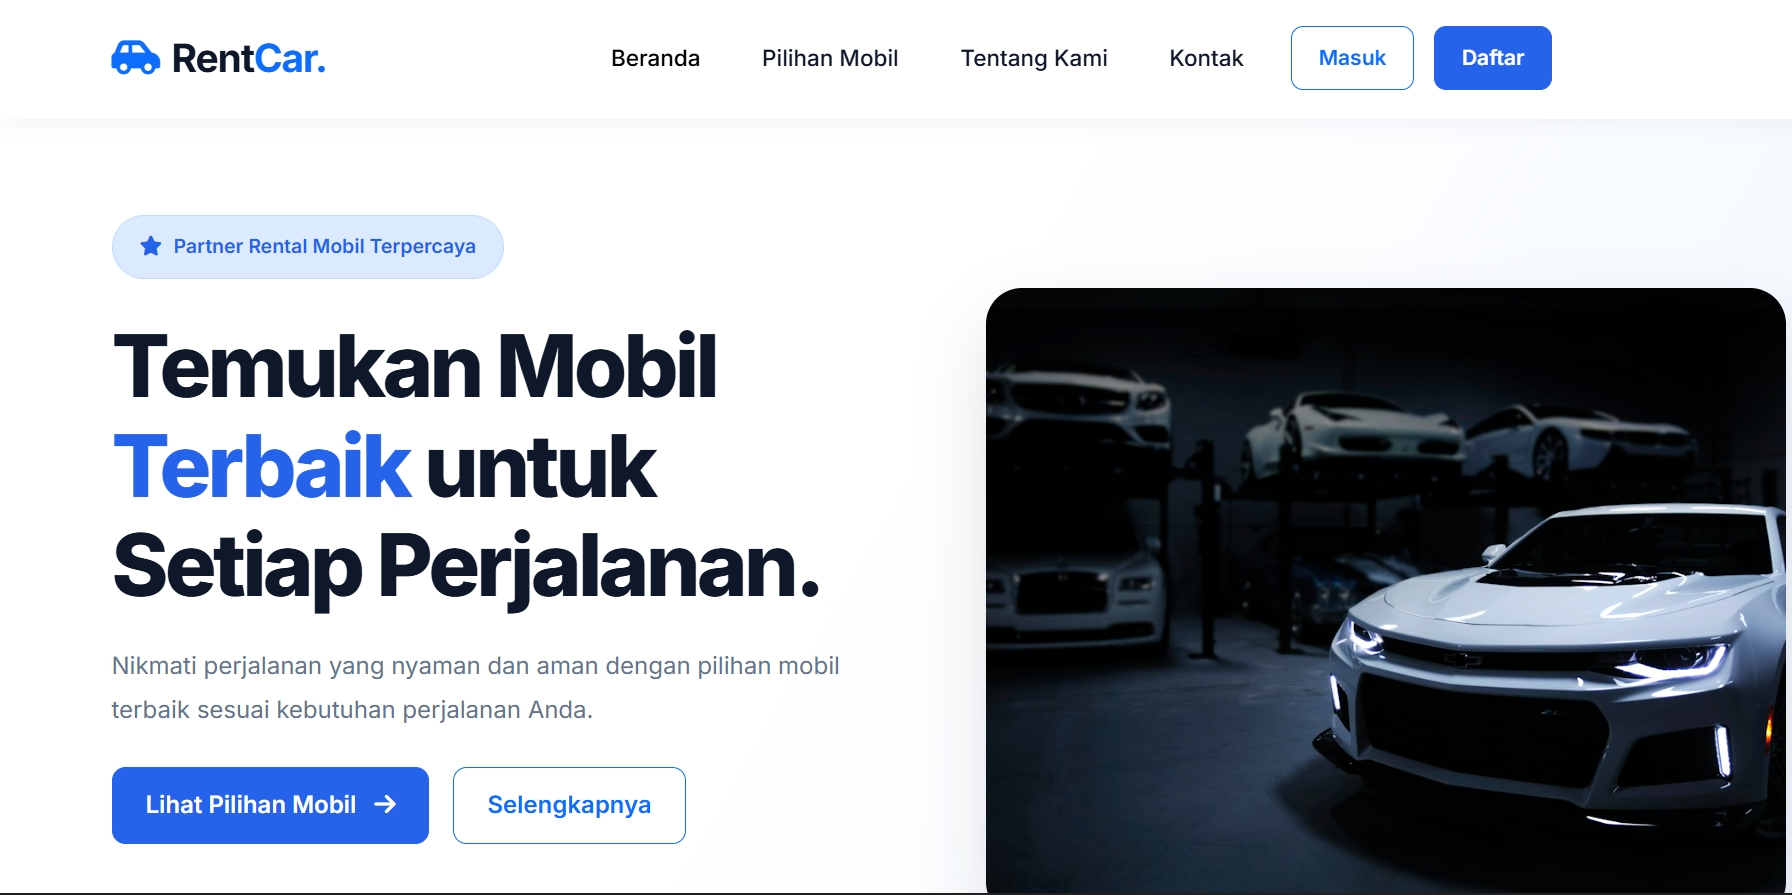 RentCar.
Beranda
Pilihan Mobil
Tentang Kami
Kontak
Masuk
Daftar
Partner Rental Mobil Terpercaya
Temukan Mobil
Terbaik untuk
Setiap Perjalanan.
Nikmati perjalanan yang nyaman dan aman dengan pilihan mobil
terbaik sesuai kebutuhan perjalanan Anda.
Lihat Pilihan Mobil
Selengkapnya